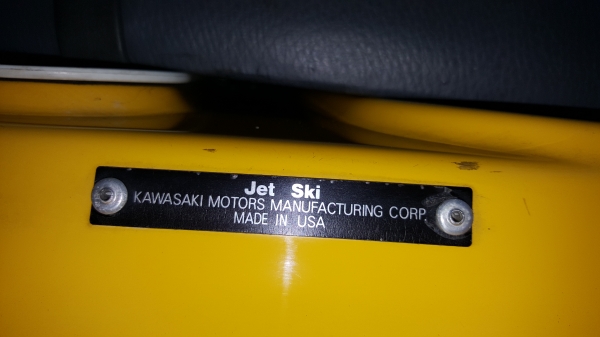 Jet Ski
KAWASAKI MOTORS MANUFACTURING CORP
MADE IN USA